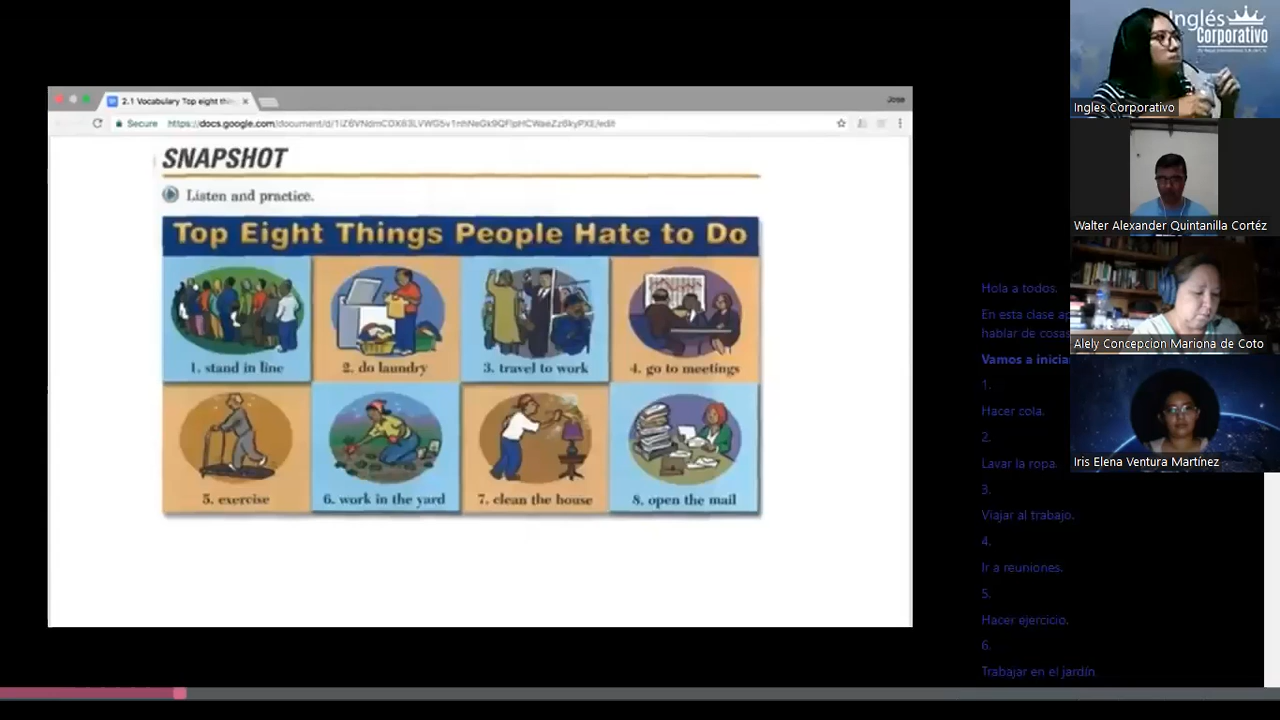 2.1 Vocabulary Top eight thin
Jose
Secure
SNAPSHOT
Listen and practice.
Top Eight Things People Hate to Do
1. stand in line
2. do laundry
3. travel to work
4. go to meetings
5. exercise
6. work in the yard
7. clean the house
8. open the mail
Hola a todos.
En esta clase
hablar de cosas
Vamos a inicia
1.
Hacer cola.
2.
Lavar la ropa.
3.
Viajar al trabajo.
4.
Ir a reuniones.
5.
Hacer ejercicio.
6.
Trabajar en el jardín.
Inglés
Corporativo
Ingles Corporativo
Walter Alexander Quintanilla Cortéz
Alely Concepcion Mariona de Coto
Iris Elena Ventura Martínez